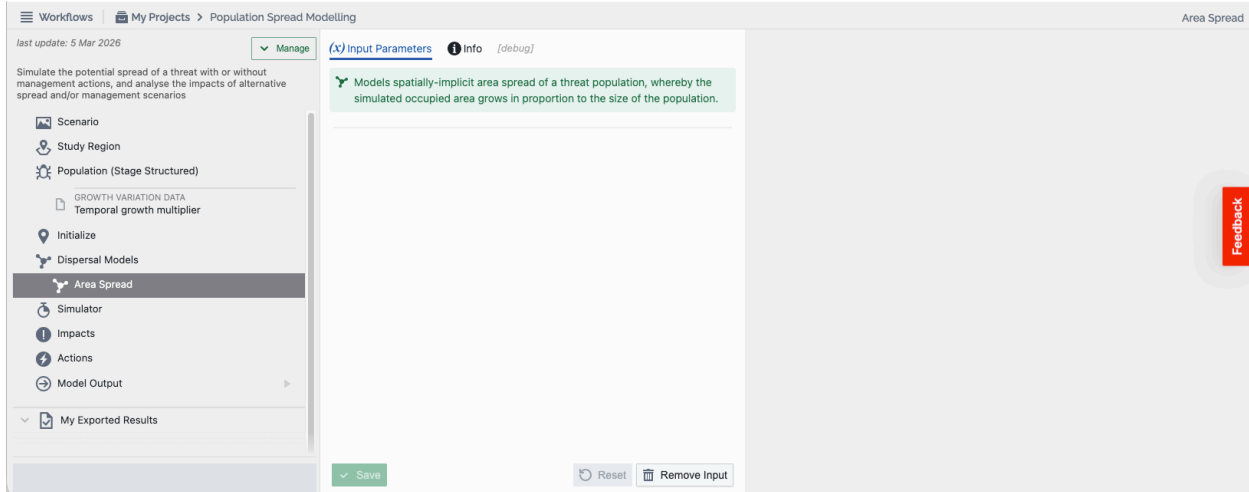 Workflows My Projects > Population Spread Modelling Area Spread
last update: 5 Mar 2026
Manage
Simulate the potential spread of a threat with or without
management actions, and analyse the impacts of alternative
spread and/or management scenarios
Scenario
Study Region
Population (Stage Structured)
GROWTH VARIATION DATA
Temporal growth multiplier
Initialize
Dispersal Models
Area Spread
Simulator
Impacts
Actions
Model Output
My Exported Results
(x) Input Parameters Info [debug]
Models spatially-implicit area spread of a threat population, whereby the
simulated occupied area grows in proportion to the size of the population.
Save Reset Remove Input
Feedback